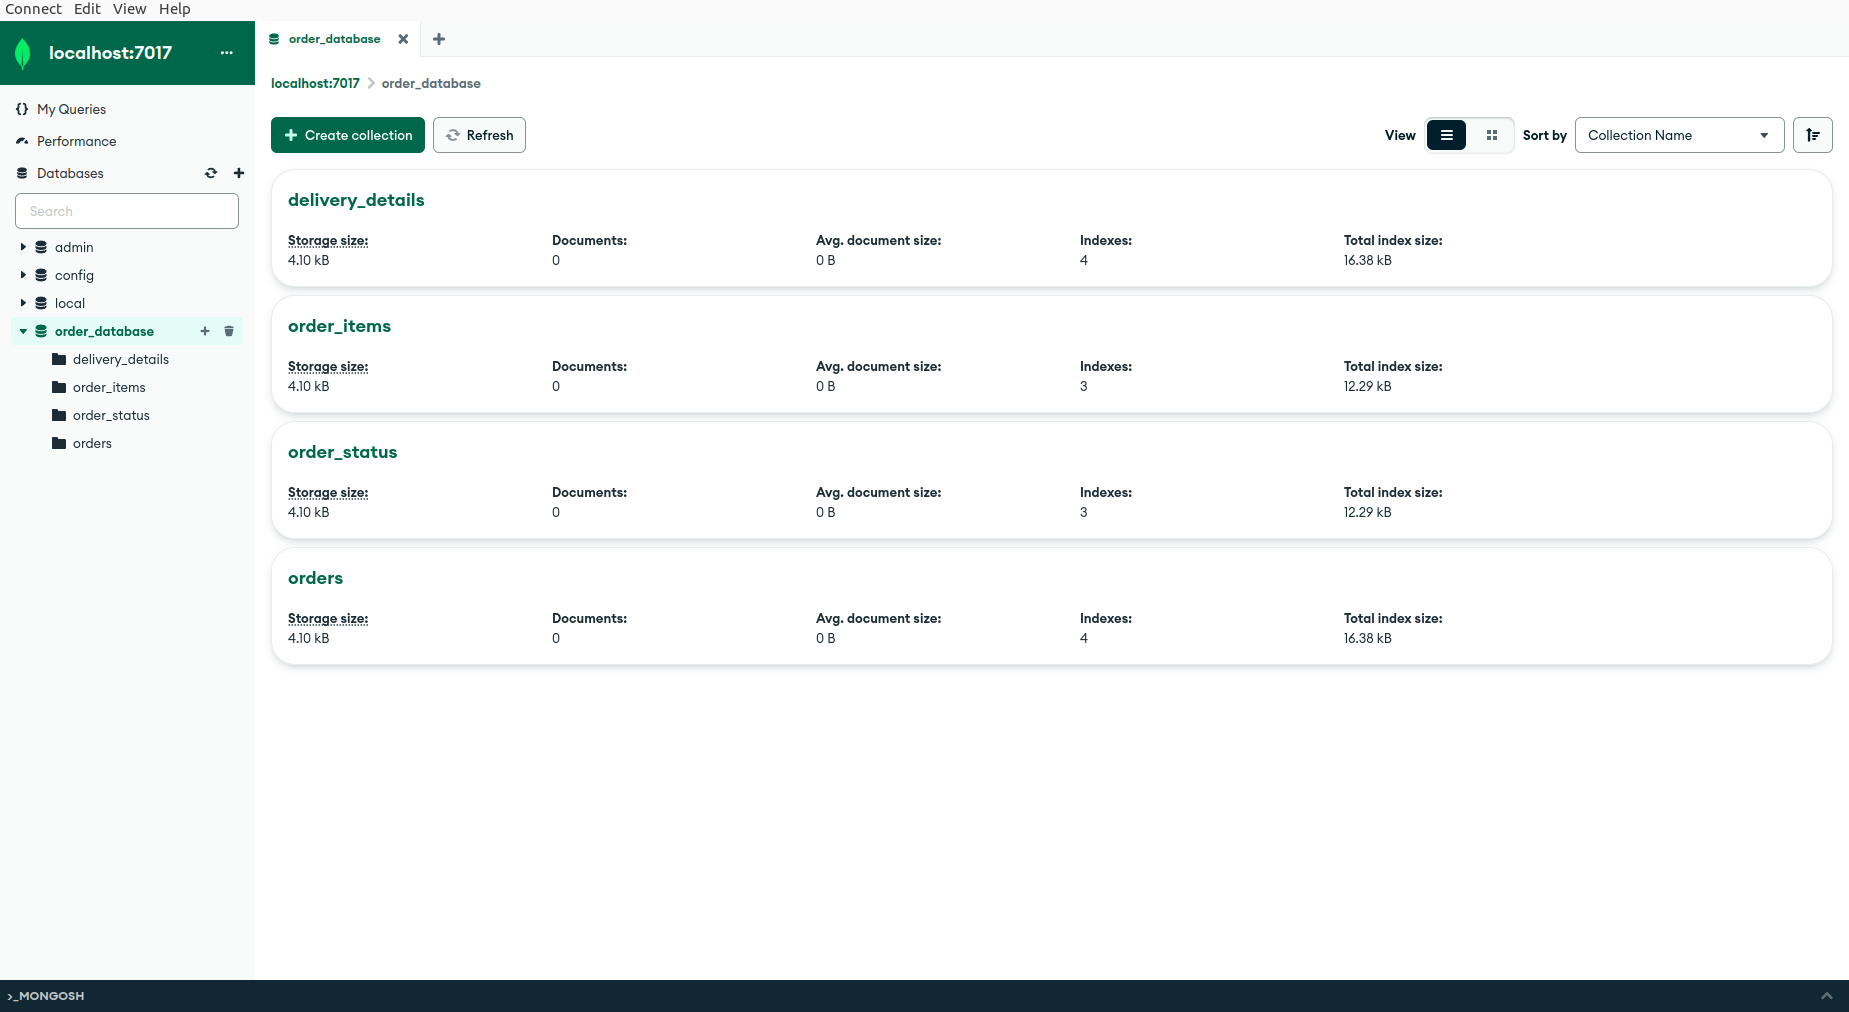 Connect Edit View Help
localhost:7017 ...
order_database
My Queries
Performance
Databases
Search
admin
config
local
order_database
delivery_details
order_items
order_status
orders
localhost:7017 > order_database
Create collection Refresh View Sort by Collection Name
delivery_details
Storage size: Documents: Avg. document size: Indexes: Total index size:
4.10 kB 0 0 B 4 16.38 kB
order_items
Storage size: Documents: Avg. document size: Indexes: Total index size:
4.10 kB 0 0 B 3 12.29 kB
order_status
Storage size: Documents: Avg. document size: Indexes: Total index size:
4.10 kB 0 0 B 3 12.29 kB
orders
Storage size: Documents: Avg. document size: Indexes: Total index size:
4.10 kB 0 0 B 4 16.38 kB
>_MONGOSH